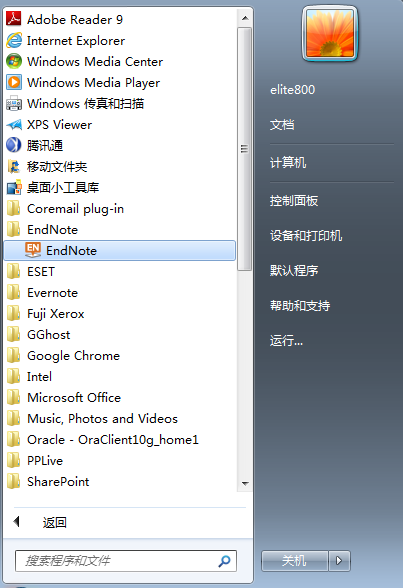 Adobe Reader 9
Internet Explorer
Windows Media Center
Windows Media Player
Windows 传真和扫描
XPS Viewer
腾讯通
移动文件夹
桌面小工具库
Coremail plug-in
EndNote
EN
EndNote
ESET
Evernote
Fuji Xerox
GGhost
Google Chrome
Intel
Microsoft Office
Music, Photos and Videos
Oracle - OraClient10g_home1
PPLive
SharePoint
返回
搜索程序和文件
elite800
文档
计算机
控制面板
设备和打印机
默认程序
帮助和支持
运行...
关机